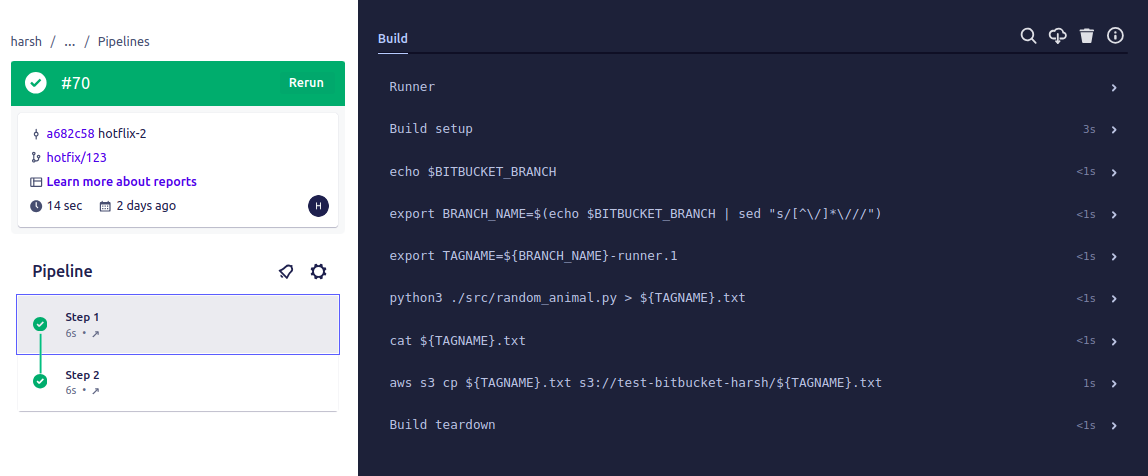 harsh / ... / Pipelines
#70
Rerun
a682c58 hotflix-2
hotfix/123
Learn more about reports
14 sec 2 days ago
H
Pipeline
Step 1
6s •
Step 2
6s •
Build
Runner
Build setup 3s
echo $BITBUCKET_BRANCH <1s
export BRANCH_NAME=$(echo $BITBUCKET_BRANCH | sed "s/[^\/]*\///") <1s
export TAGNAME=${BRANCH_NAME}-runner.1 <1s
python3 ./src/random_animal.py > ${TAGNAME}.txt <1s
cat ${TAGNAME}.txt <1s
aws s3 cp ${TAGNAME}.txt s3://test-bitbucket-harsh/${TAGNAME}.txt 1s
Build teardown <1s